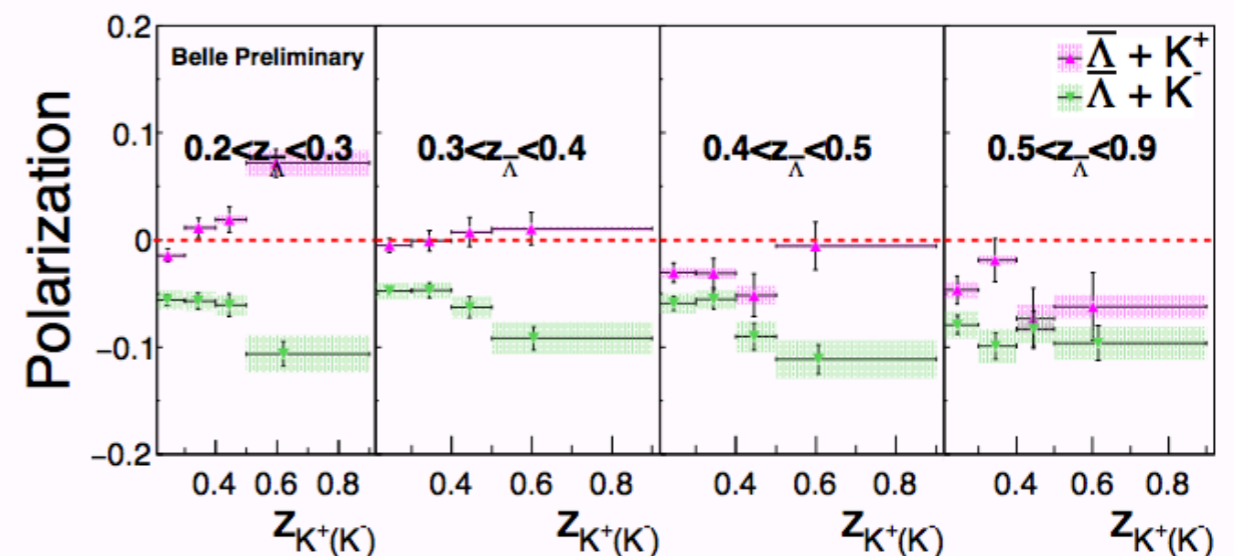 Polarization
0.2
0.1
0
−0.1
−0.2
Belle Preliminary
0.2<z_Λ̅<0.3
0.3<z_Λ̅<0.4
0.4<z_Λ̅<0.5
0.5<z_Λ̅<0.9
Λ̅ + K⁺
Λ̅ + K⁻
0.4 0.6 0.8
0.4 0.6 0.8
0.4 0.6 0.8
0.4 0.6 0.8
z_K⁺(K⁻)
z_K⁺(K⁻)
z_K⁺(K⁻)
z_K⁺(K⁻)